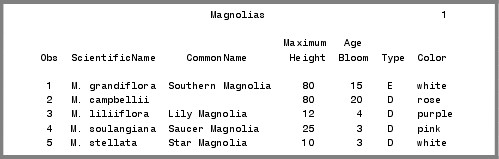 Magnolias 1
Maximum Age
Obs ScientificName CommonName Height Bloom Type Color
1 M. grandiflora Southern Magnolia 80 15 E white
2 M. campbellii 80 20 D rose
3 M. liliiflora Lily Magnolia 12 4 D purple
4 M. soulangiana Saucer Magnolia 25 3 D pink
5 M. stellata Star Magnolia 10 3 D white